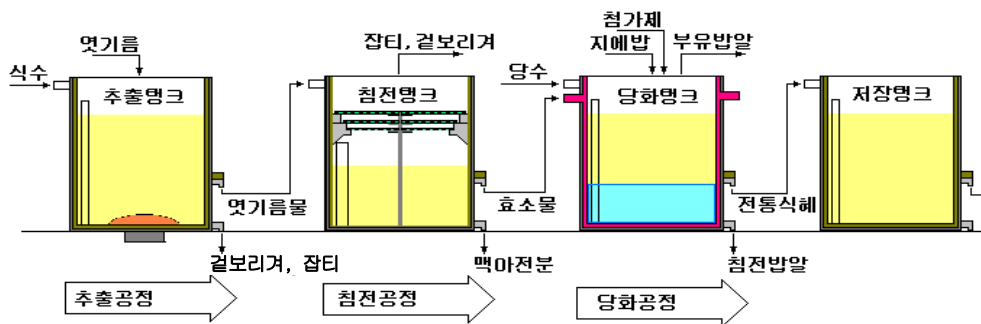 엿기름
식수
추출탱크
엿기름물
겉보리겨, 잡티
추출공정
잡티, 겉보리겨
침전탱크
효소물
맥아전분
침전공정
첨가제
지에밥
부유밥알
당수
당화탱크
전통식혜
침전밥알
당화공정
저장탱크